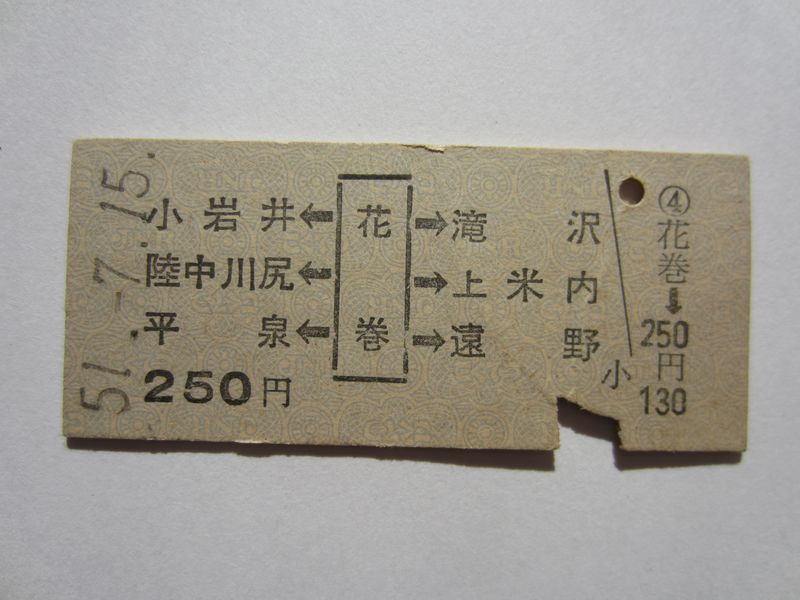 51.-7.15.
小岩井←花→滝沢
陸中川尻← →上米内
平泉←巻→遠野
250円
小
④花巻→250円
130